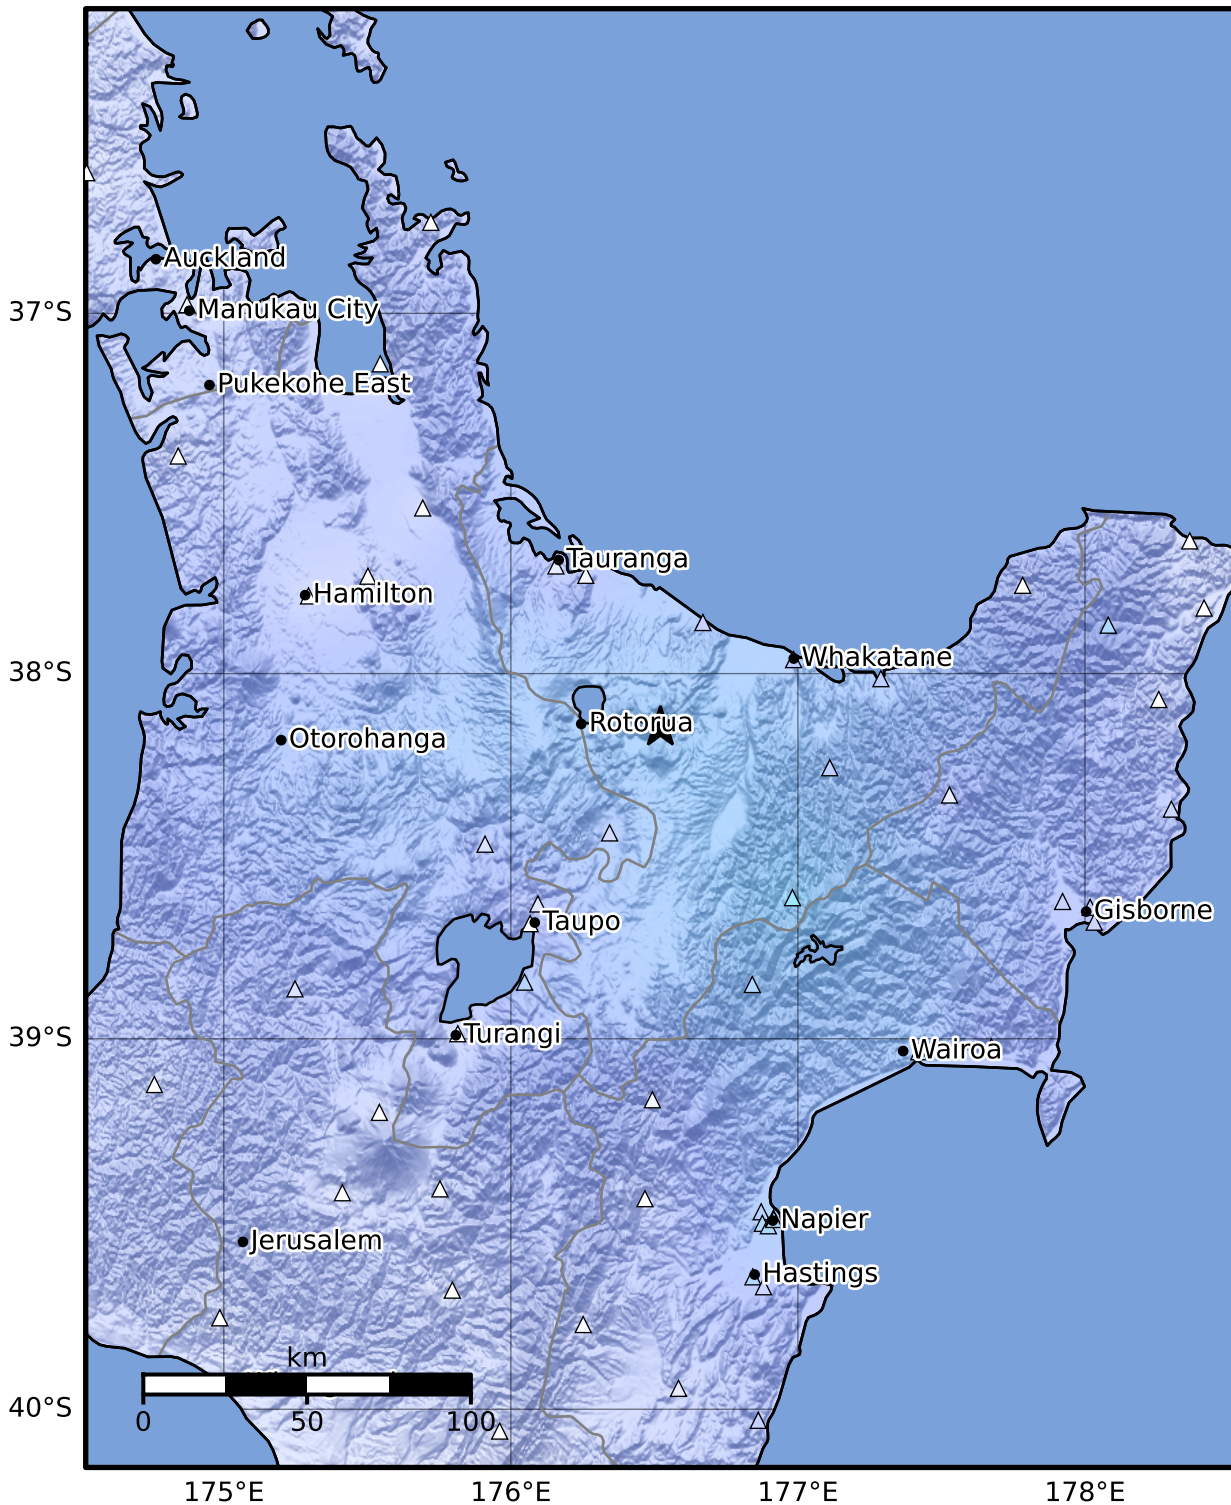 Auckland
37°S
Manukau City
Pukekohe East
Tauranga
Hamilton
Whakatane
38°S
Rotorua
Otorohanga
Gisborne
Taupo
Turangi
39°S
Wairoa
Napier
Jerusalem
Hastings
km
40°S
0 50 100
175°E 176°E 177°E 178°E